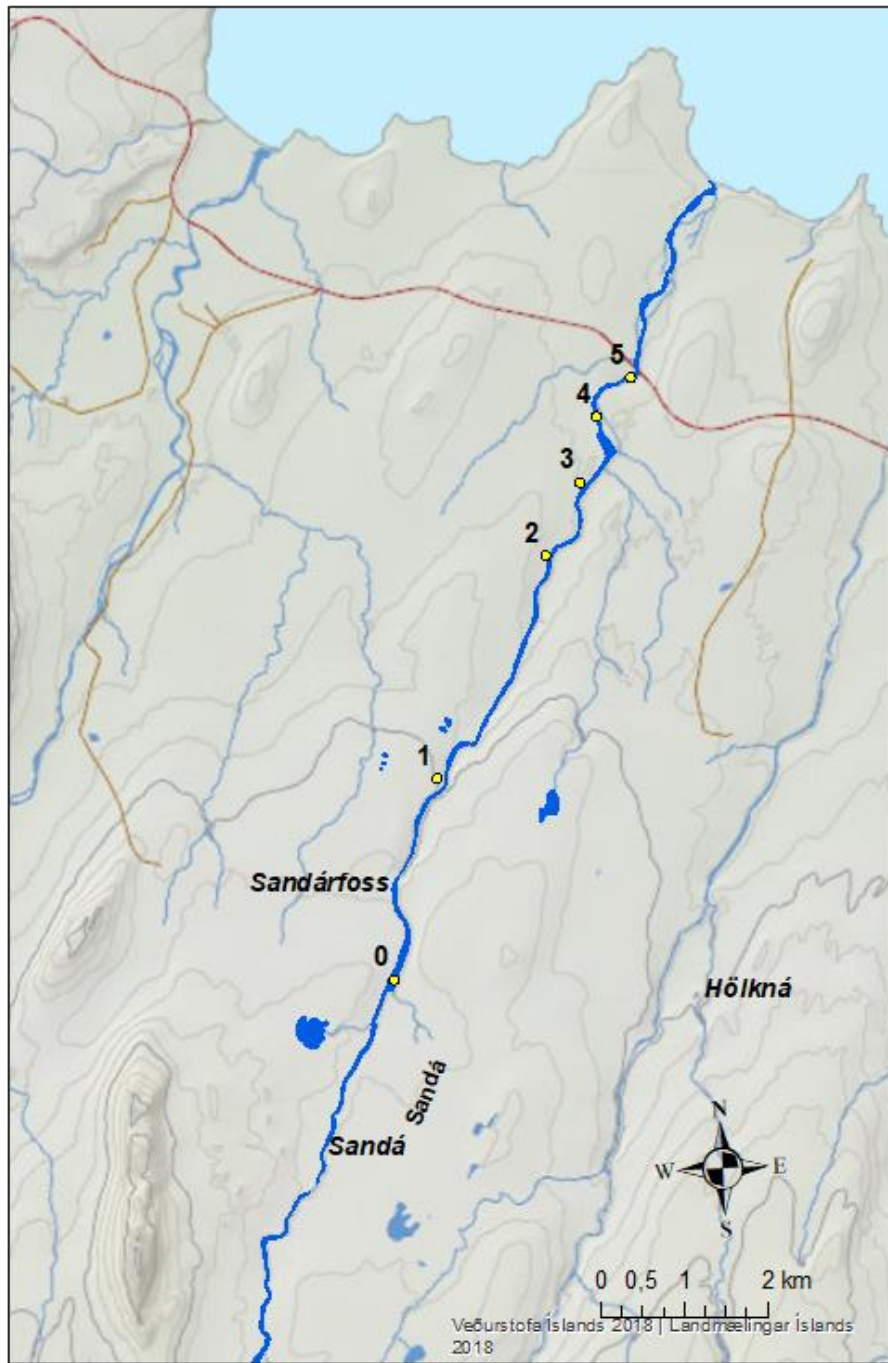 5
4
3
2
1
Sandárfoss
0
Hölkná
Sandá
Sandá
N
W E
S
0 0,5 1 2 km
Veðurstofa Íslands 2018 | Landmælingar Íslands
2018